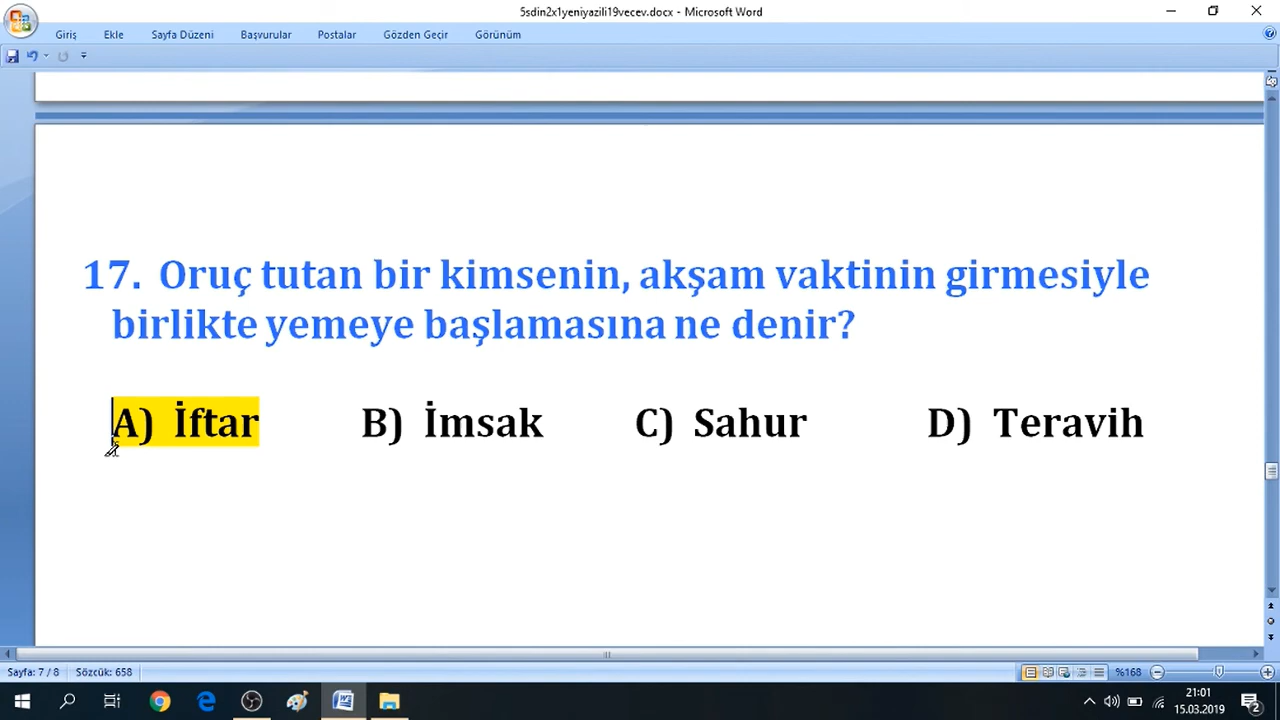 5sdin2x1yeniyazili19vecev.docx - Microsoft Word
Giriş Ekle Sayfa Düzeni Başvurular Postalar Gözden Geçir Görünüm
17. Oruç tutan bir kimsenin, akşam vaktinin girmesiyle
birlikte yemeye başlamasına ne denir?
A) İftar B) İmsak C) Sahur D) Teravih
Sayfa: 7 / 8 Sözcük: 658 %168
21:01
15.03.2019
2